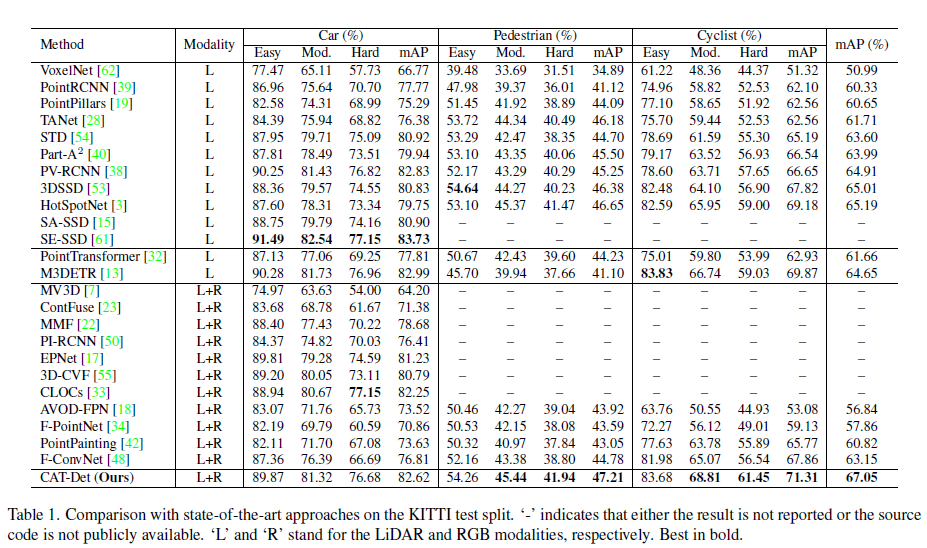 Method Modality Car (%) Pedestrian (%) Cyclist (%) mAP (%)
Easy Mod. Hard mAP Easy Mod. Hard mAP Easy Mod. Hard mAP
VoxelNet [62] L 77.47 65.11 57.73 66.77 39.48 33.69 31.51 34.89 61.22 48.36 44.37 51.32 50.99
PointRCNN [39] L 86.96 75.64 70.70 77.77 47.98 39.37 36.01 41.12 74.96 58.82 52.53 62.10 60.33
PointPillars [19] L 82.58 74.31 68.99 75.29 51.45 41.92 38.89 44.09 77.10 58.65 51.92 62.56 60.65
TANet [28] L 84.39 75.94 68.82 76.38 53.72 44.34 40.49 46.18 75.70 59.44 52.53 62.56 61.71
STD [54] L 87.95 79.71 75.09 80.92 53.29 42.47 38.35 44.70 78.69 61.59 55.30 65.19 63.60
Part-A² [40] L 87.81 78.49 73.51 79.94 53.10 43.35 40.06 45.50 79.17 63.52 56.93 66.54 63.99
PV-RCNN [38] L 90.25 81.43 76.82 82.83 52.17 43.29 40.29 45.25 78.60 63.71 57.65 66.65 64.91
3DSSD [53] L 88.36 79.57 74.55 80.83 54.64 44.27 40.23 46.38 82.48 64.10 56.90 67.82 65.01
HotSpotNet [3] L 87.60 78.31 73.34 79.75 53.10 45.37 41.47 46.65 82.59 65.95 59.00 69.18 65.19
SA-SSD [15] L 88.75 79.79 74.16 80.90 – – – – – – – – –
SE-SSD [61] L 91.49 82.54 77.15 83.73 – – – – – – – – –
PointTransformer [32] L 87.13 77.06 69.25 77.81 50.67 42.43 39.60 44.23 75.01 59.80 53.99 62.93 61.66
M3DETR [13] L 90.28 81.73 76.96 82.99 45.70 39.94 37.66 41.10 83.83 66.74 59.03 69.87 64.65
MV3D [7] L+R 74.97 63.63 54.00 64.20 – – – – – – – – –
ContFuse [23] L+R 83.68 68.78 61.67 71.38 – – – – – – – – –
MMF [22] L+R 88.40 77.43 70.22 78.68 – – – – – – – – –
PI-RCNN [50] L+R 84.37 74.82 70.03 76.41 – – – – – – – – –
EPNet [17] L+R 89.81 79.28 74.59 81.23 – – – – – – – – –
3D-CVF [55] L+R 89.20 80.05 73.11 80.79 – – – – – – – – –
CLOCs [33] L+R 88.94 80.67 77.15 82.25 – – – – – – – – –
AVOD-FPN [18] L+R 83.07 71.76 65.73 73.52 50.46 42.27 39.04 43.92 63.76 50.55 44.93 53.08 56.84
F-PointNet [34] L+R 82.19 69.79 60.59 70.86 50.53 42.15 38.08 43.59 72.27 56.12 49.01 59.13 57.86
PointPainting [42] L+R 82.11 71.70 67.08 73.63 50.32 40.97 37.84 43.05 77.63 63.78 55.89 65.77 60.82
F-ConvNet [48] L+R 87.36 76.39 66.69 76.81 52.16 43.38 38.80 44.78 81.98 65.07 56.54 67.86 63.15
CAT-Det (Ours) L+R 89.87 81.32 76.68 82.62 54.26 45.44 41.94 47.21 83.68 68.81 61.45 71.31 67.05
Table 1. Comparison with state-of-the-art approaches on the KITTI test split. ‘-’ indicates that either the result is not reported or the source
code is not publicly available. ‘L’ and ‘R’ stand for the LiDAR and RGB modalities, respectively. Best in bold.